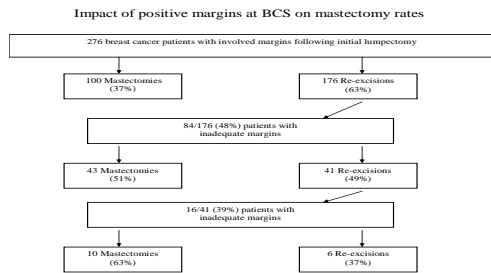 Impact of positive margins at BCS on mastectomy rates
276 breast cancer patients with involved margins following initial lumpectomy
100 Mastectomies
(37%)
176 Re-excisions
(63%)
84/176 (48%) patients with
inadequate margins
43 Mastectomies
(51%)
41 Re-excisions
(49%)
16/41 (39%) patients with
inadequate margins
10 Mastectomies
(63%)
6 Re-excisions
(37%)